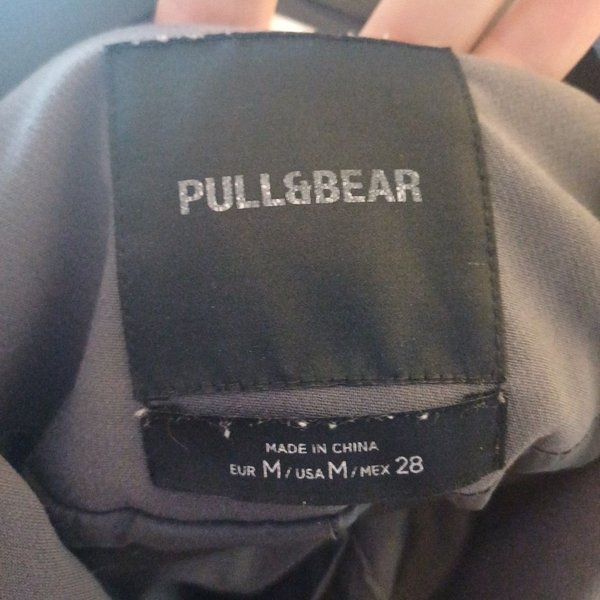 PULL&BEAR
MADE IN CHINA
EUR M / USA M / MEX 28